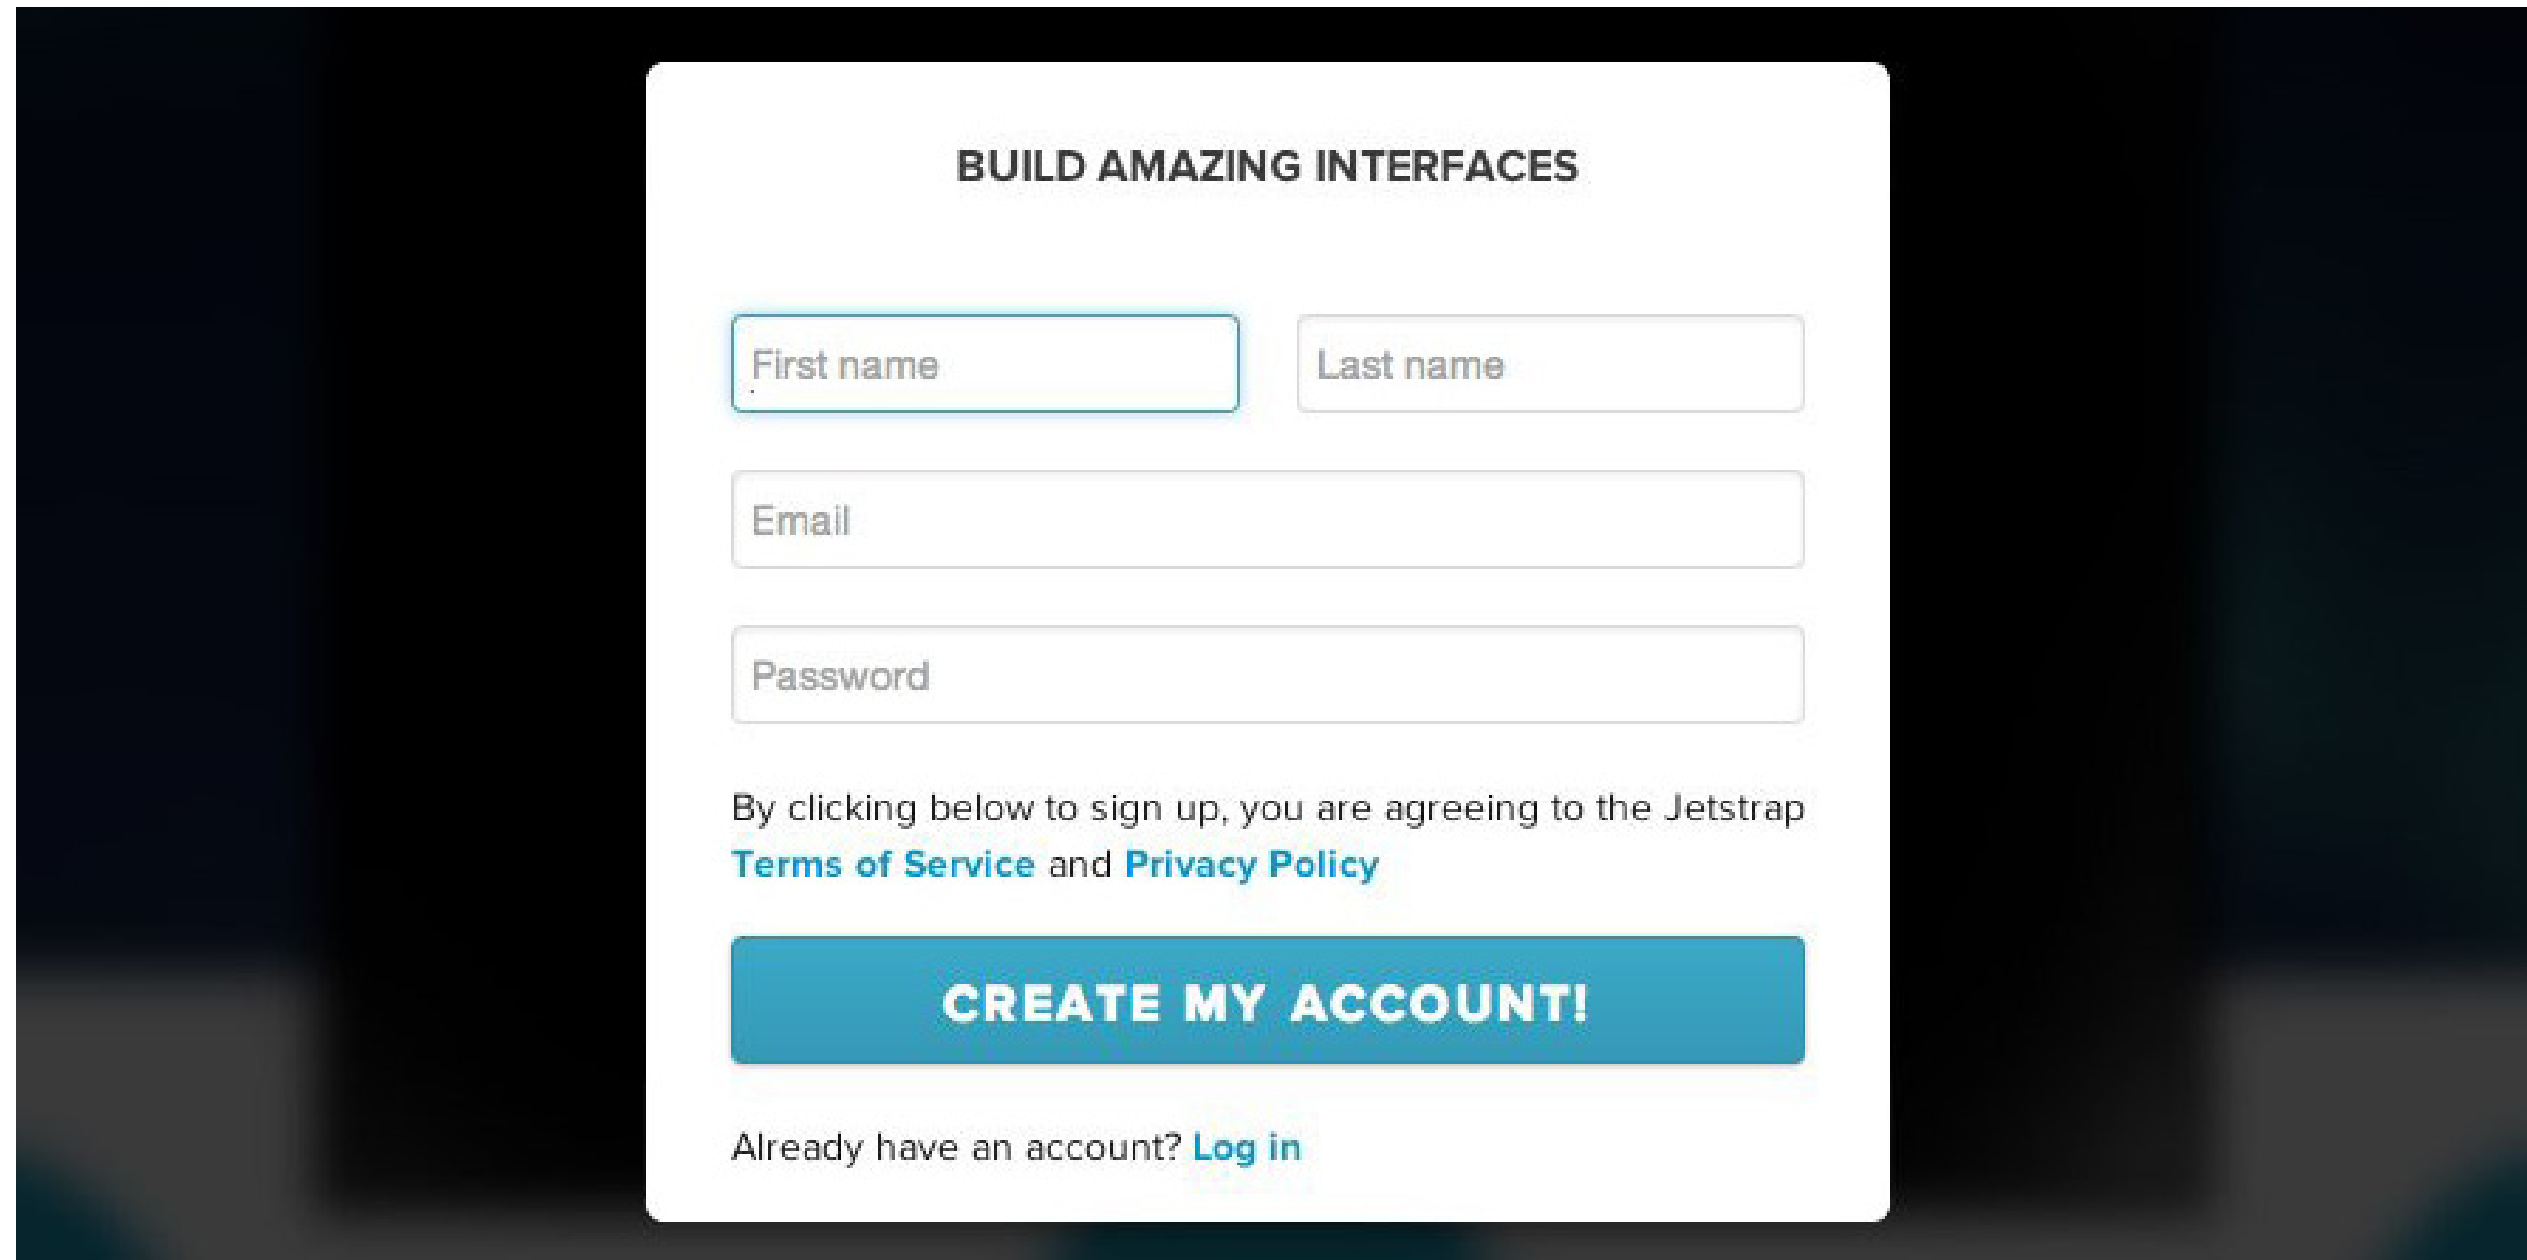 BUILD AMAZING INTERFACES
First name
Last name
Email
Password
By clicking below to sign up, you are agreeing to the Jetstrap
Terms of Service and Privacy Policy
CREATE MY ACCOUNT!
Already have an account? Log in